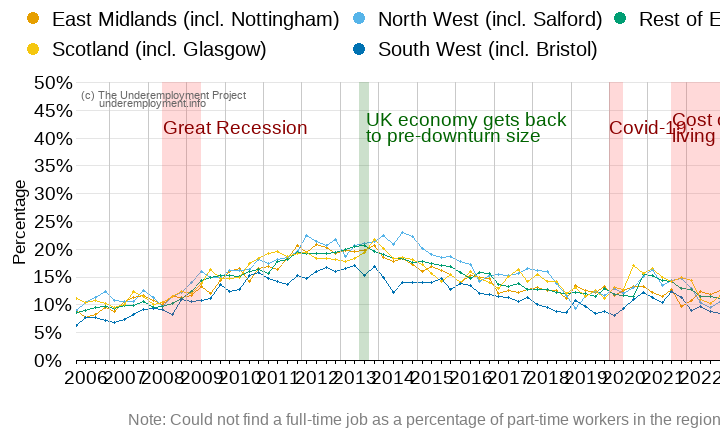 East Midlands (incl. Nottingham) North West (incl. Salford) Rest of E
Scotland (incl. Glasgow) South West (incl. Bristol)
50%
(c) The Underemployment Project
underemployment.info
45%
UK economy gets back
Great Recession Covid-19 Cost o
to pre-downturn size living
40%
35%
30%
25%
20%
15%
10%
5%
0%
Percentage
2006 2007 2008 2009 2010 2011 2012 2013 2014 2015 2016 2017 2018 2019 2020 2021 2022
Note: Could not find a full-time job as a percentage of part-time workers in the region